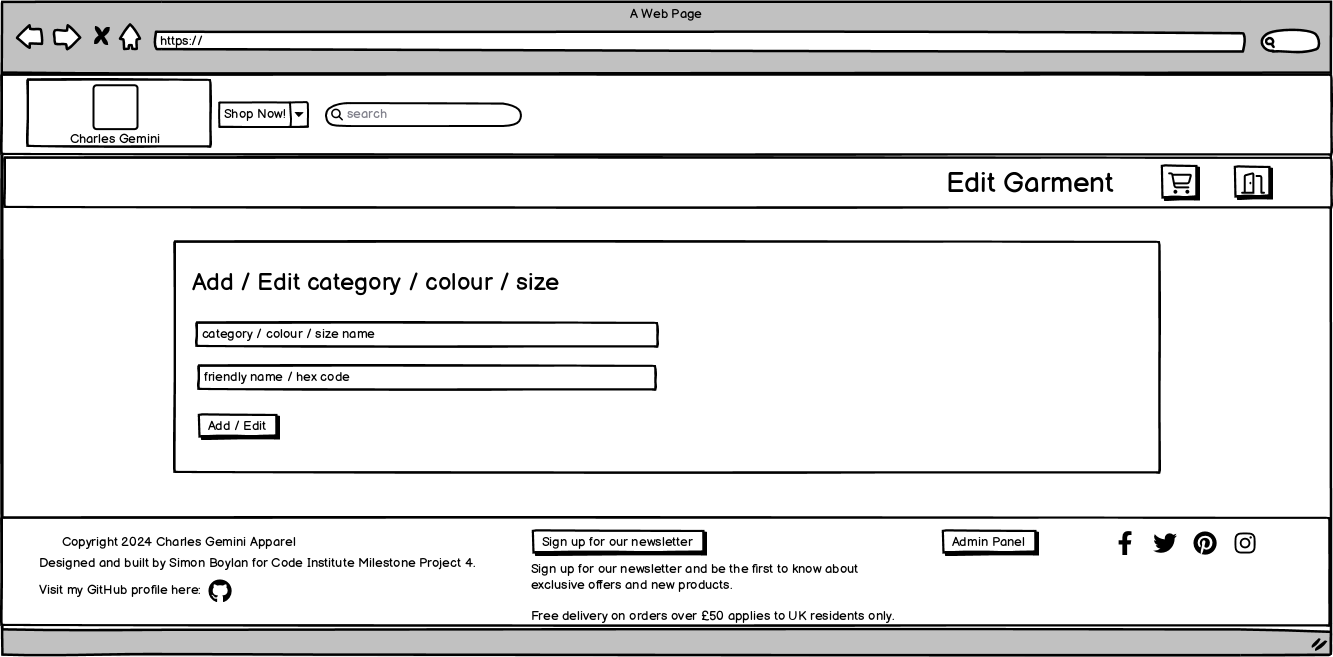 A Web Page
https://
Charles Gemini
Shop Now!
search
Edit Garment
Add / Edit category / colour / size
category / colour / size name
friendly name / hex code
Add / Edit
Copyright 2024 Charles Gemini Apparel
Designed and built by Simon Boylan for Code Institute Milestone Project 4.
Visit my GitHub profile here:
Sign up for our newsletter
Sign up for our newsletter and be the first to know about
exclusive offers and new products.
Free delivery on orders over £50 applies to UK residents only.
Admin Panel